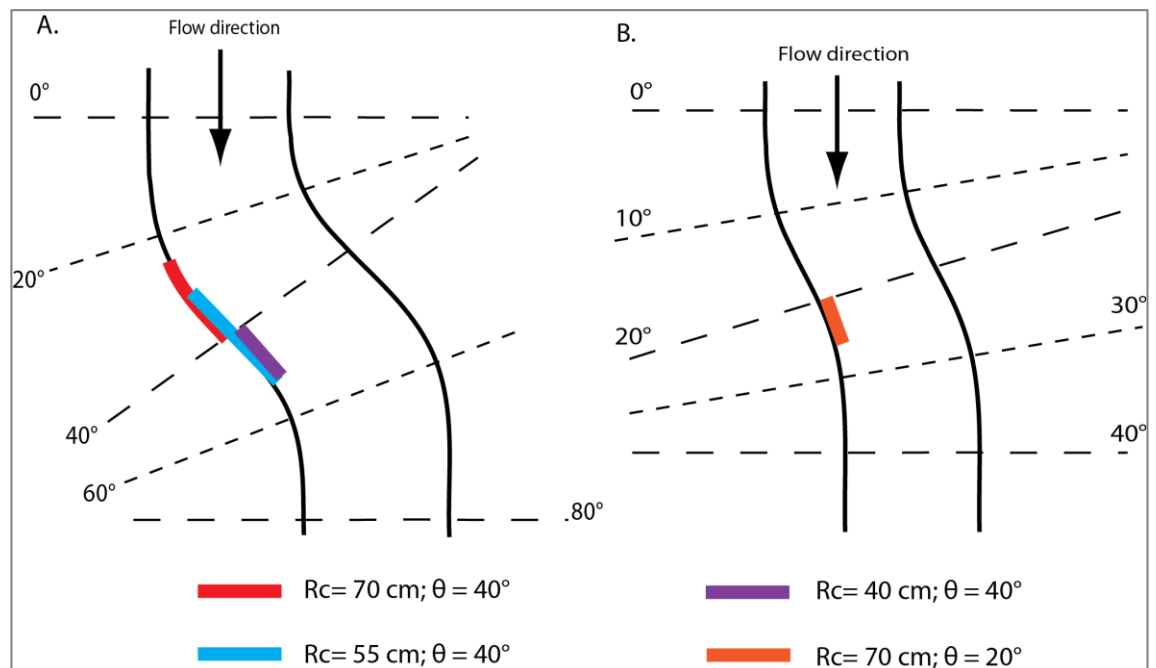 A.
Flow direction
0°
20°
40°
60°
80°
B.
Flow direction
0°
10°
20°
30°
40°
Rc= 70 cm; θ = 40°
Rc= 40 cm; θ = 40°
Rc= 55 cm; θ = 40°
Rc= 70 cm; θ = 20°